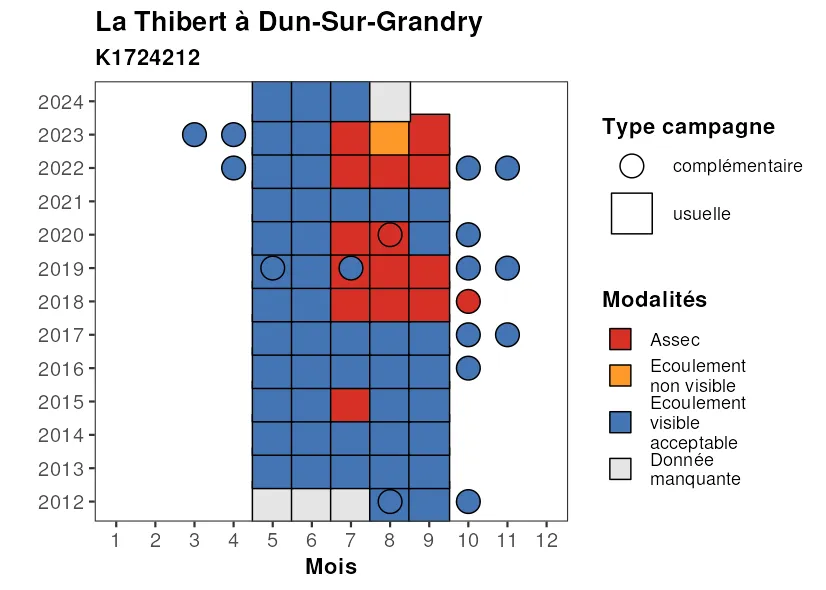 La Thibert à Dun-Sur-Grandry
K1724212
2024
2023
2022
2021
2020
2019
2018
2017
2016
2015
2014
2013
2012
1 2 3 4 5 6 7 8 9 10 11 12
Mois
Type campagne
complémentaire
usuelle
Modalités
Assec
Ecoulement
non visible
Ecoulement
visible
acceptable
Donnée
manquante